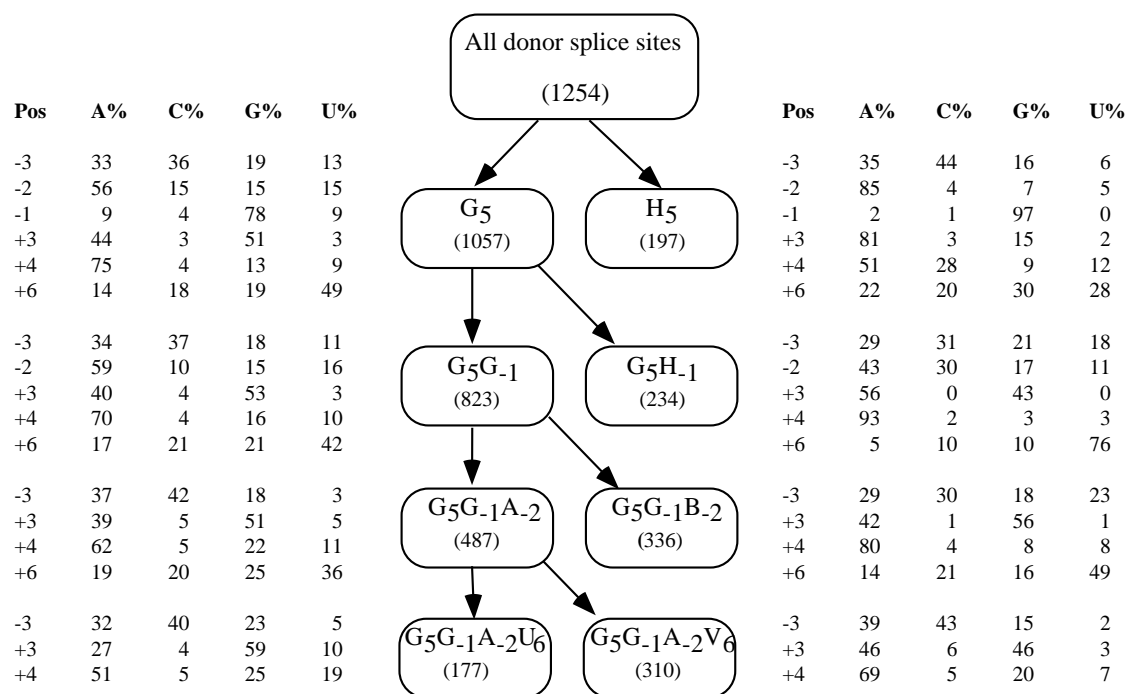 All donor splice sites
(1254)
Pos A% C% G% U%
-3 33 36 19 13
-2 56 15 15 15
-1 9 4 78 9
+3 44 3 51 3
+4 75 4 13 9
+6 14 18 19 49
G5
(1057)
H5
(197)
Pos A% C% G% U%
-3 35 44 16 6
-2 85 4 7 5
-1 2 1 97 0
+3 81 3 15 2
+4 51 28 9 12
+6 22 20 30 28
-3 34 37 18 11
-2 59 10 15 16
+3 40 4 53 3
+4 70 4 16 10
+6 17 21 21 42
G5G-1
(823)
G5H-1
(234)
-3 29 31 21 18
-2 43 30 17 11
+3 56 0 43 0
+4 93 2 3 3
+6 5 10 10 76
-3 37 42 18 3
+3 39 5 51 5
+4 62 5 22 11
+6 19 20 25 36
G5G-1A-2
(487)
G5G-1B-2
(336)
-3 29 30 18 23
+3 42 1 56 1
+4 80 4 8 8
+6 14 21 16 49
-3 32 40 23 5
+3 27 4 59 10
+4 51 5 25 19
G5G-1A-2U6
(177)
G5G-1A-2V6
(310)
-3 39 43 15 2
+3 46 6 46 3
+4 69 5 20 7